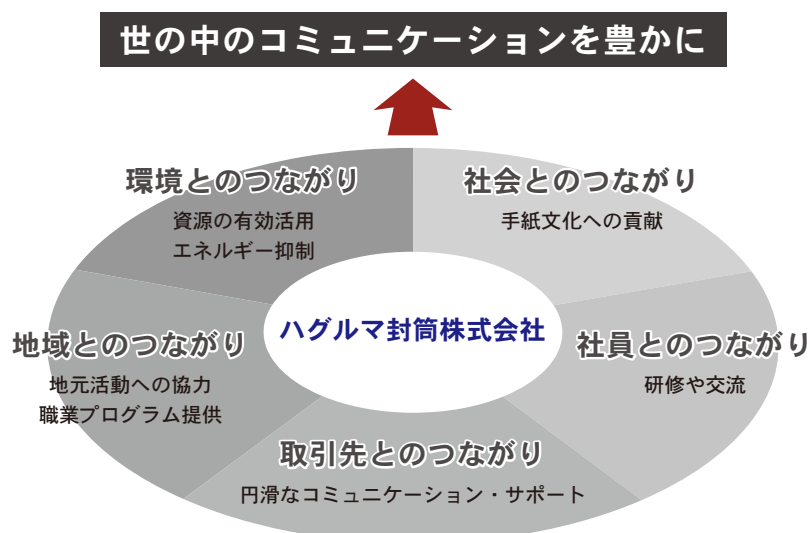 世の中のコミュニケーションを豊かに
環境とのつながり
資源の有効活用
エネルギー抑制
社会とのつながり
手紙文化への貢献
ハグルマ封筒株式会社
地域とのつながり
地元活動への協力
職業プログラム提供
社員とのつながり
研修や交流
取引先とのつながり
円滑なコミュニケーション・サポート